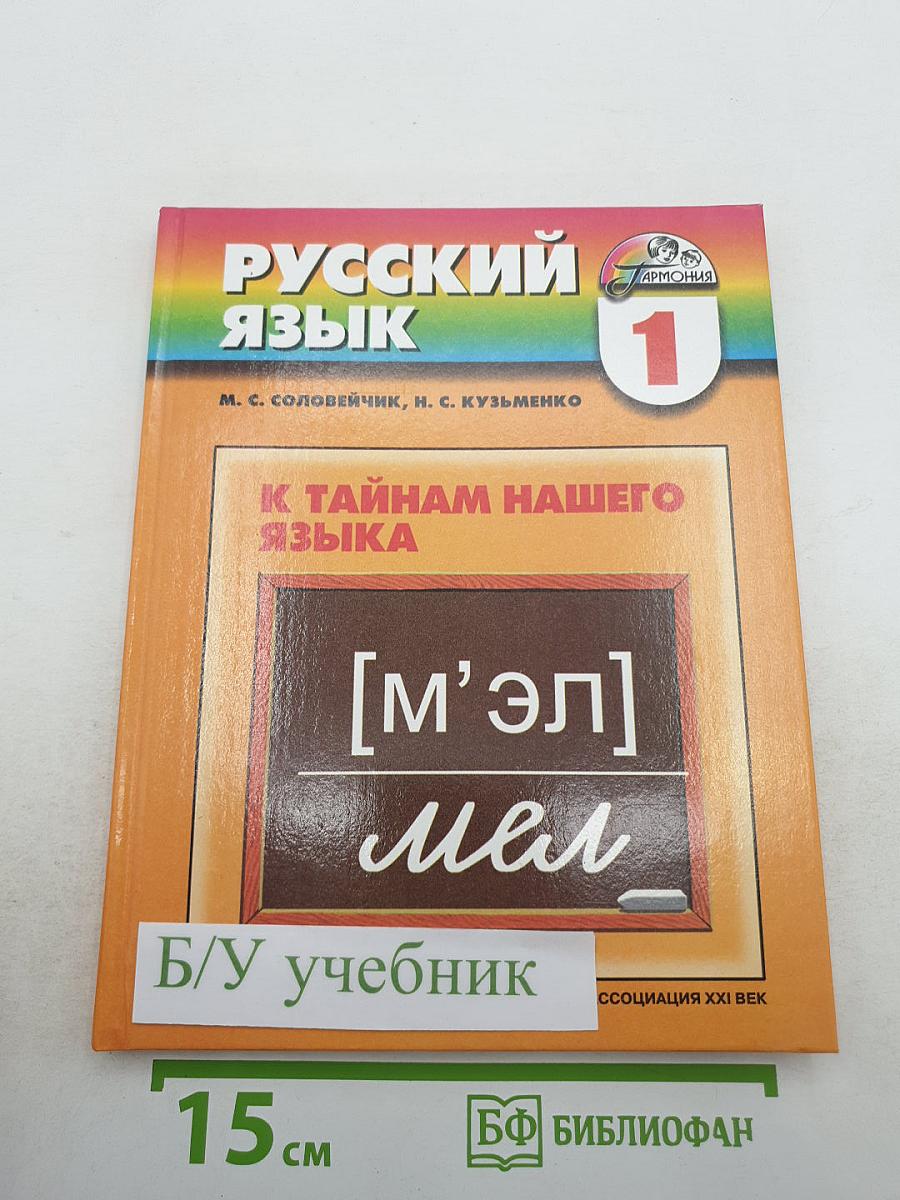 РУССКИЙ
ЯЗЫК
ГАРМОНИЯ
1
М. С. СОЛОВЕЙЧИК, Н. С. КУЗЬМЕНКО
К ТАЙНАМ НАШЕГО
ЯЗЫКА
[м’эл]
мел
Б/У учебник
ССОЦИАЦИЯ XXI ВЕК
15 см
БФ БИБЛИОФАН